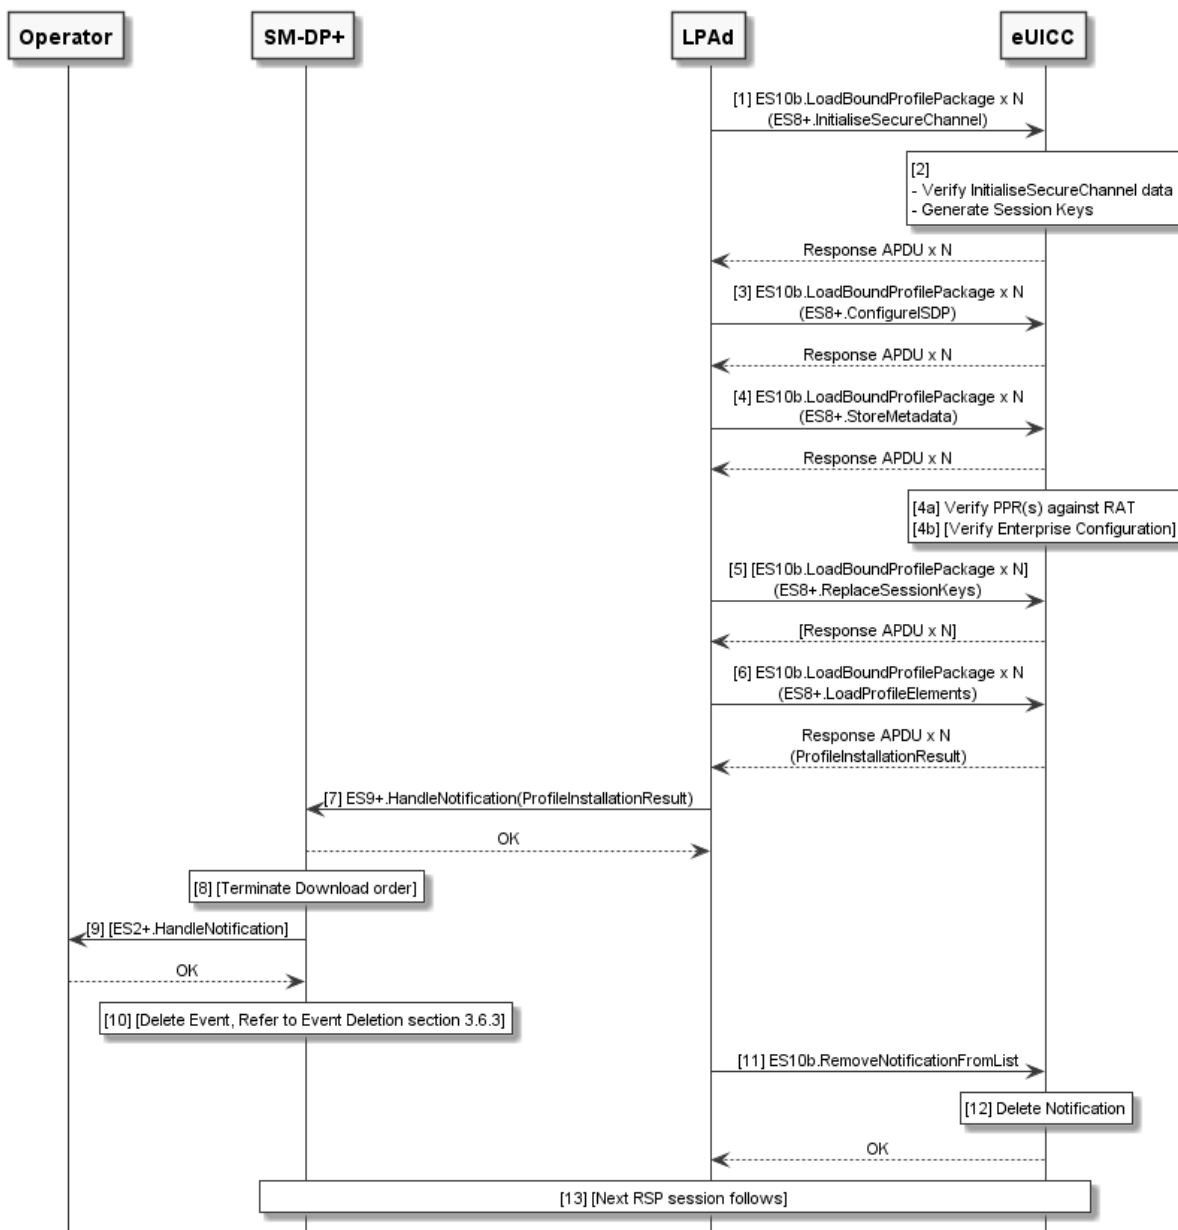 Operator
SM-DP+
LPAd
eUICC
[1] ES10b.LoadBoundProfilePackage x N
(ES8+.InitialiseSecureChannel)
[2]
- Verify InitialiseSecureChannel data
- Generate Session Keys
Response APDU x N
[3] ES10b.LoadBoundProfilePackage x N
(ES8+.ConfigureISDP)
Response APDU x N
[4] ES10b.LoadBoundProfilePackage x N
(ES8+.StoreMetadata)
Response APDU x N
[4a] Verify PPR(s) against RAT
[4b] [Verify Enterprise Configuration]
[5] [ES10b.LoadBoundProfilePackage x N]
(ES8+.ReplaceSessionKeys)
[Response APDU x N]
[6] ES10b.LoadBoundProfilePackage x N
(ES8+.LoadProfileElements)
Response APDU x N
(ProfileInstallationResult)
[7] ES9+.HandleNotification(ProfileInstallationResult)
OK
[8] [Terminate Download order]
[9] [ES2+.HandleNotification]
OK
[10] [Delete Event, Refer to Event Deletion section 3.6.3]
[11] ES10b.RemoveNotificationFromList
[12] Delete Notification
OK
[13] [Next RSP session follows]